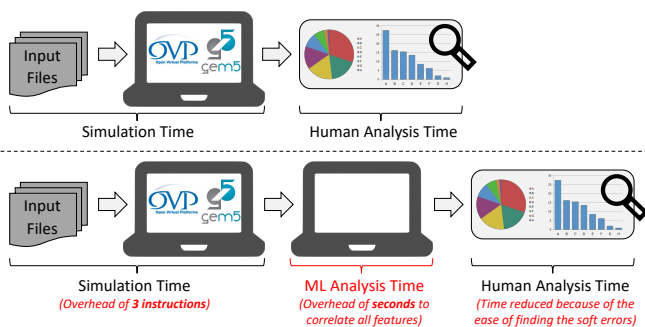 Input
Files
OVP
Open Virtual Platforms
gem5
A B C D E F G H
Simulation Time
Human Analysis Time
Input
Files
OVP
Open Virtual Platforms
gem5
A B C D E F G H
Simulation Time
(Overhead of 3 instructions)
ML Analysis Time
(Overhead of seconds to
correlate all features)
Human Analysis Time
(Time reduced because of the
ease of finding the soft errors)